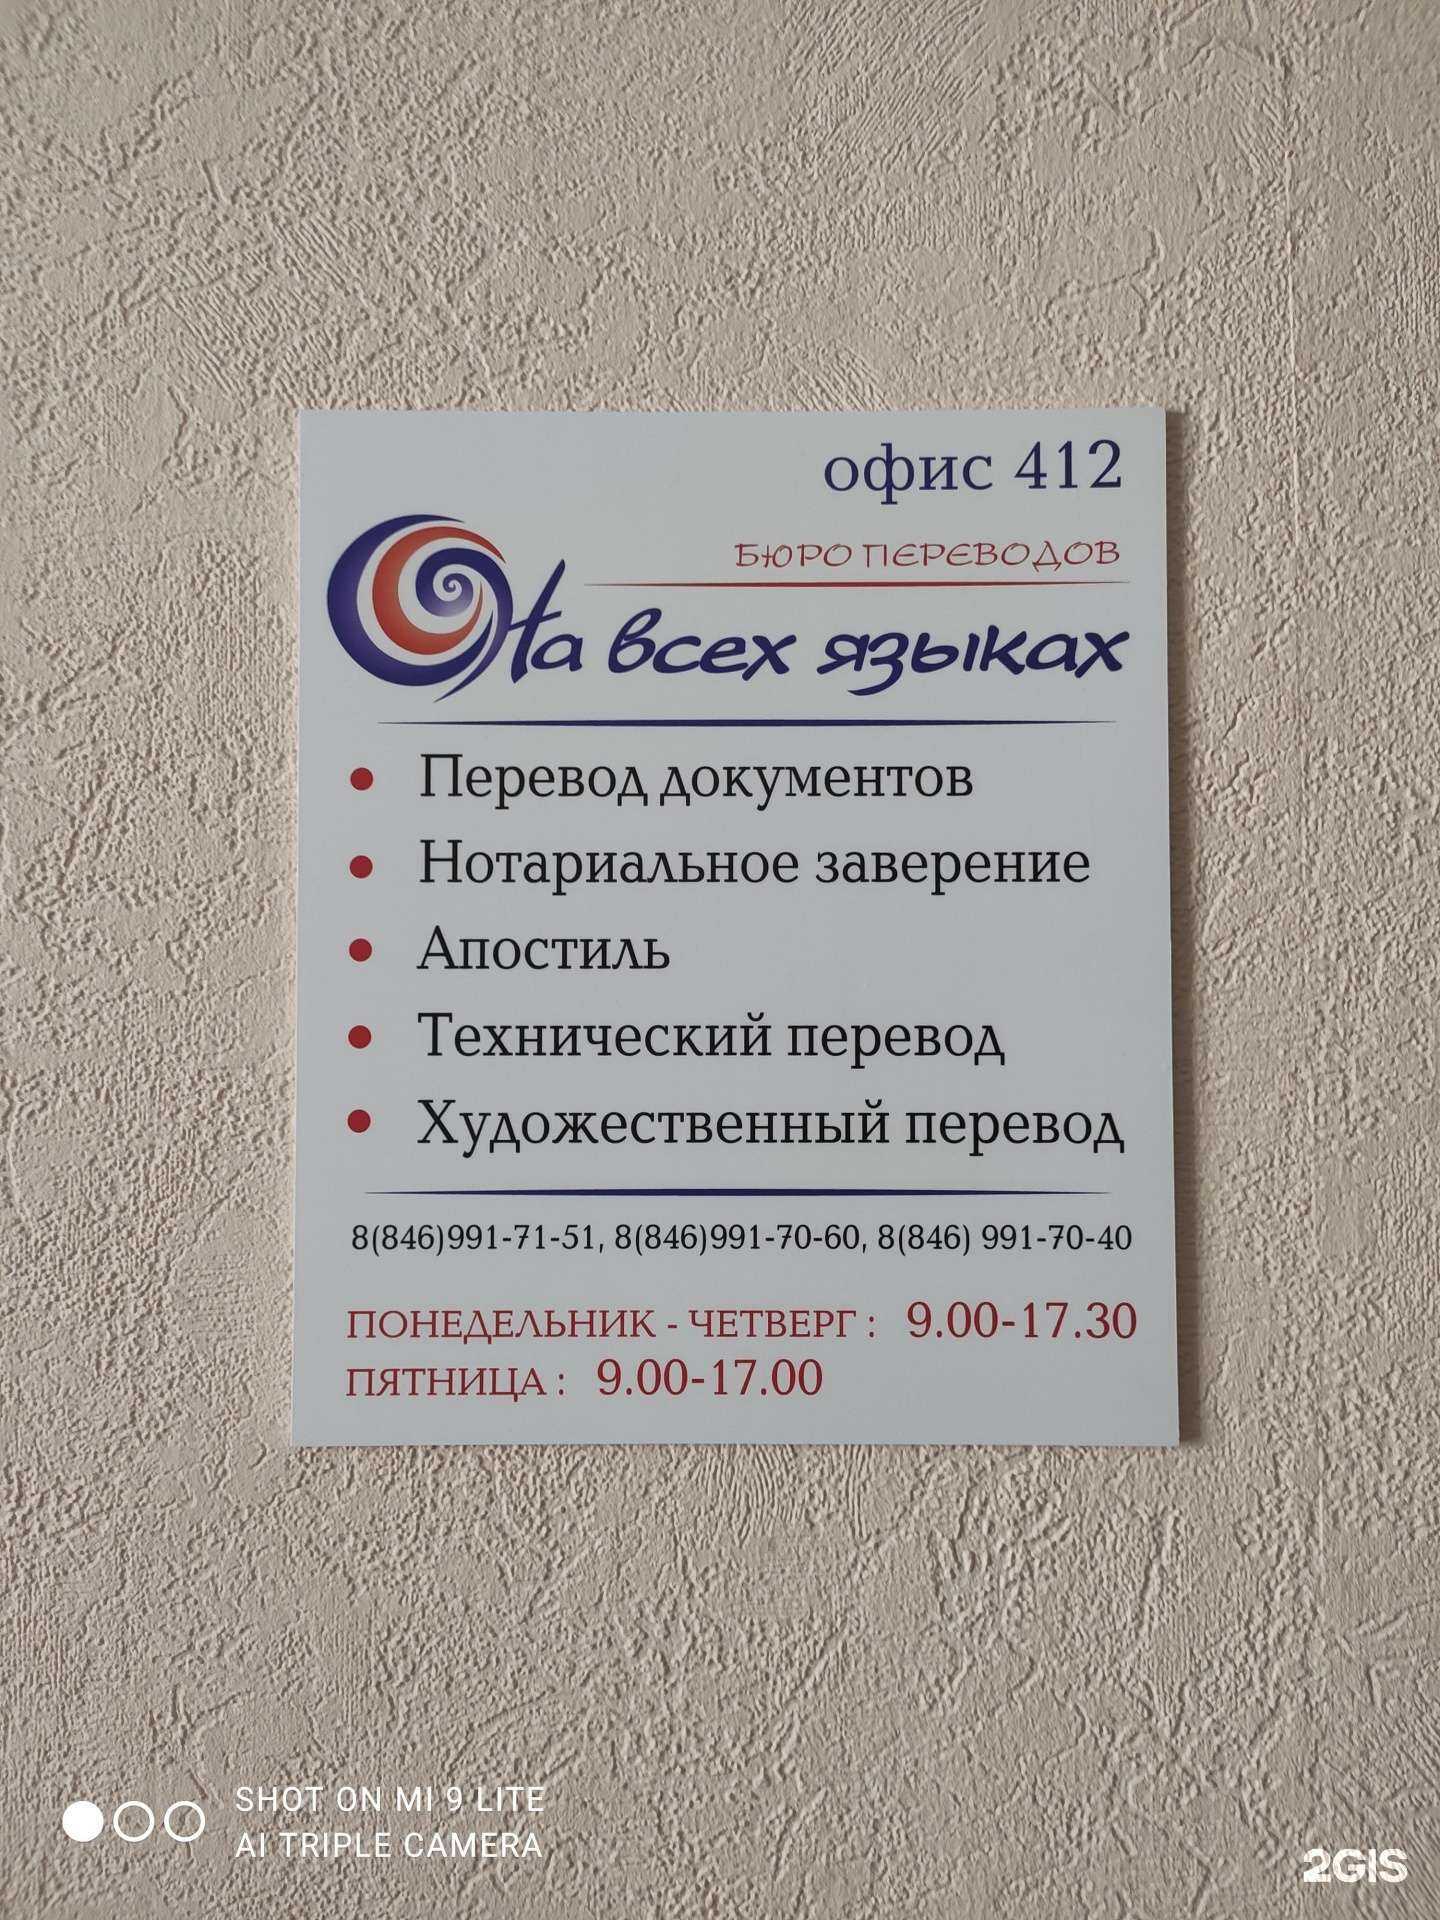 офис 412
БЮРО ПЕРЕВОДОВ
На всех языках
• Перевод документов
• Нотариальное заверение
• Апостиль
• Технический перевод
• Художественный перевод
8(846)991-71-51, 8(846)991-70-60, 8(846) 991-70-40
ПОНЕДЕЛЬНИК - ЧЕТВЕРГ : 9.00-17.30
ПЯТНИЦА : 9.00-17.00
SHOT ON MI 9 LITE
AI TRIPLE CAMERA
2GIS